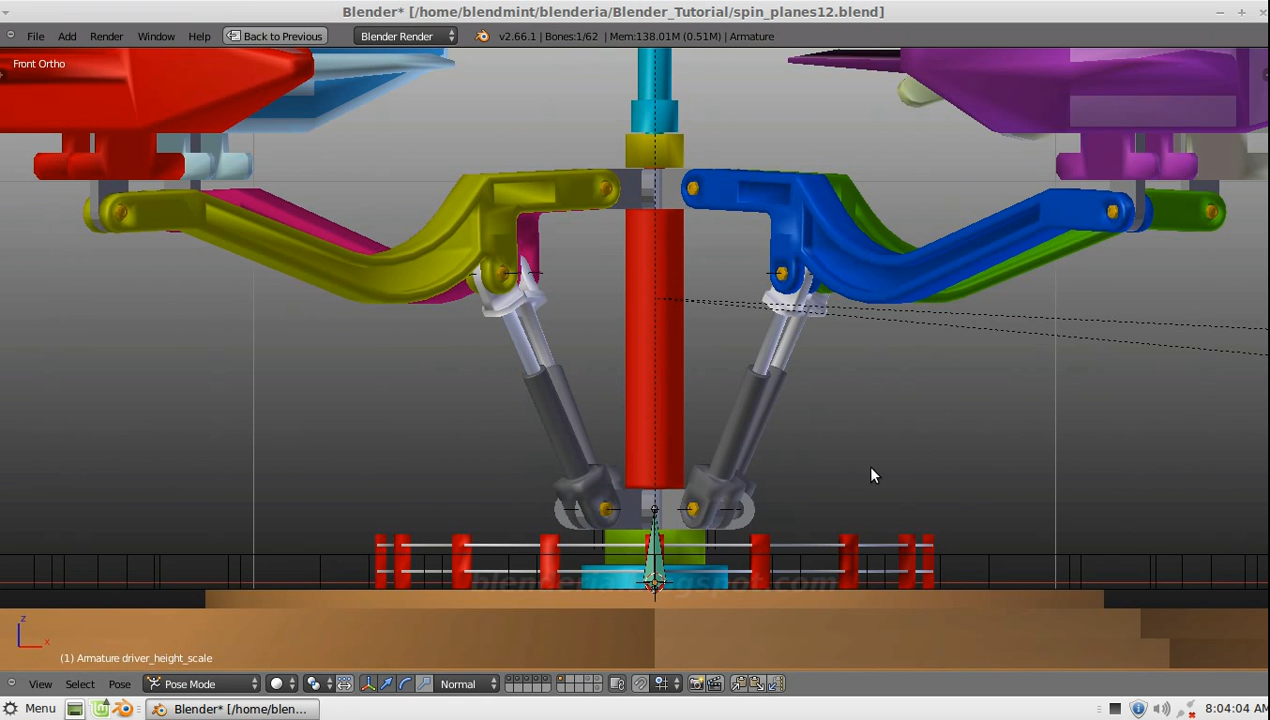 Blender* [/home/blendmint/blenderia/Blender_Tutorial/spin_planes12.blend]
File Add Render Window Help Back to Previous Blender Render v2.66.1 | Bones:1/62 | Mem:138.01M (0.51M) | Armature
Front Ortho
z
x
(1) Armature driver_height_scale
View Select Pose Pose Mode Normal
Menu Blender* [/home/blen... 8:04:04 AM